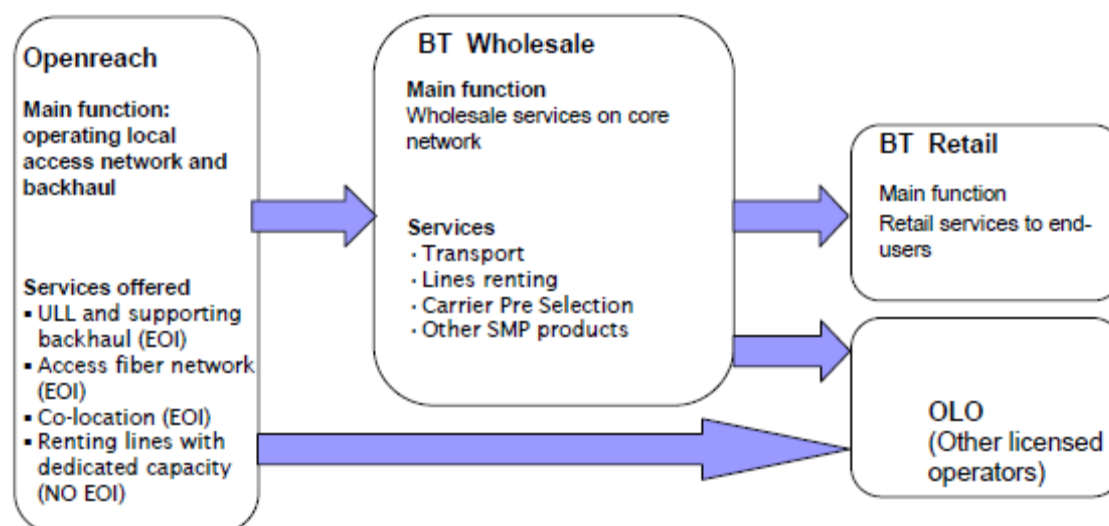 Openreach
Main function:
operating local
access network and
backhaul
Services offered
▪ ULL and supporting
backhaul (EOI)
▪ Access fiber network
(EOI)
▪ Co-location (EOI)
▪ Renting lines with
dedicated capacity
(NO EOI)
BT Wholesale
Main function
Wholesale services on core
network
Services
· Transport
· Lines renting
· Carrier Pre Selection
· Other SMP products
BT Retail
Main function
Retail services to end-
users
OLO
(Other licensed
operators)